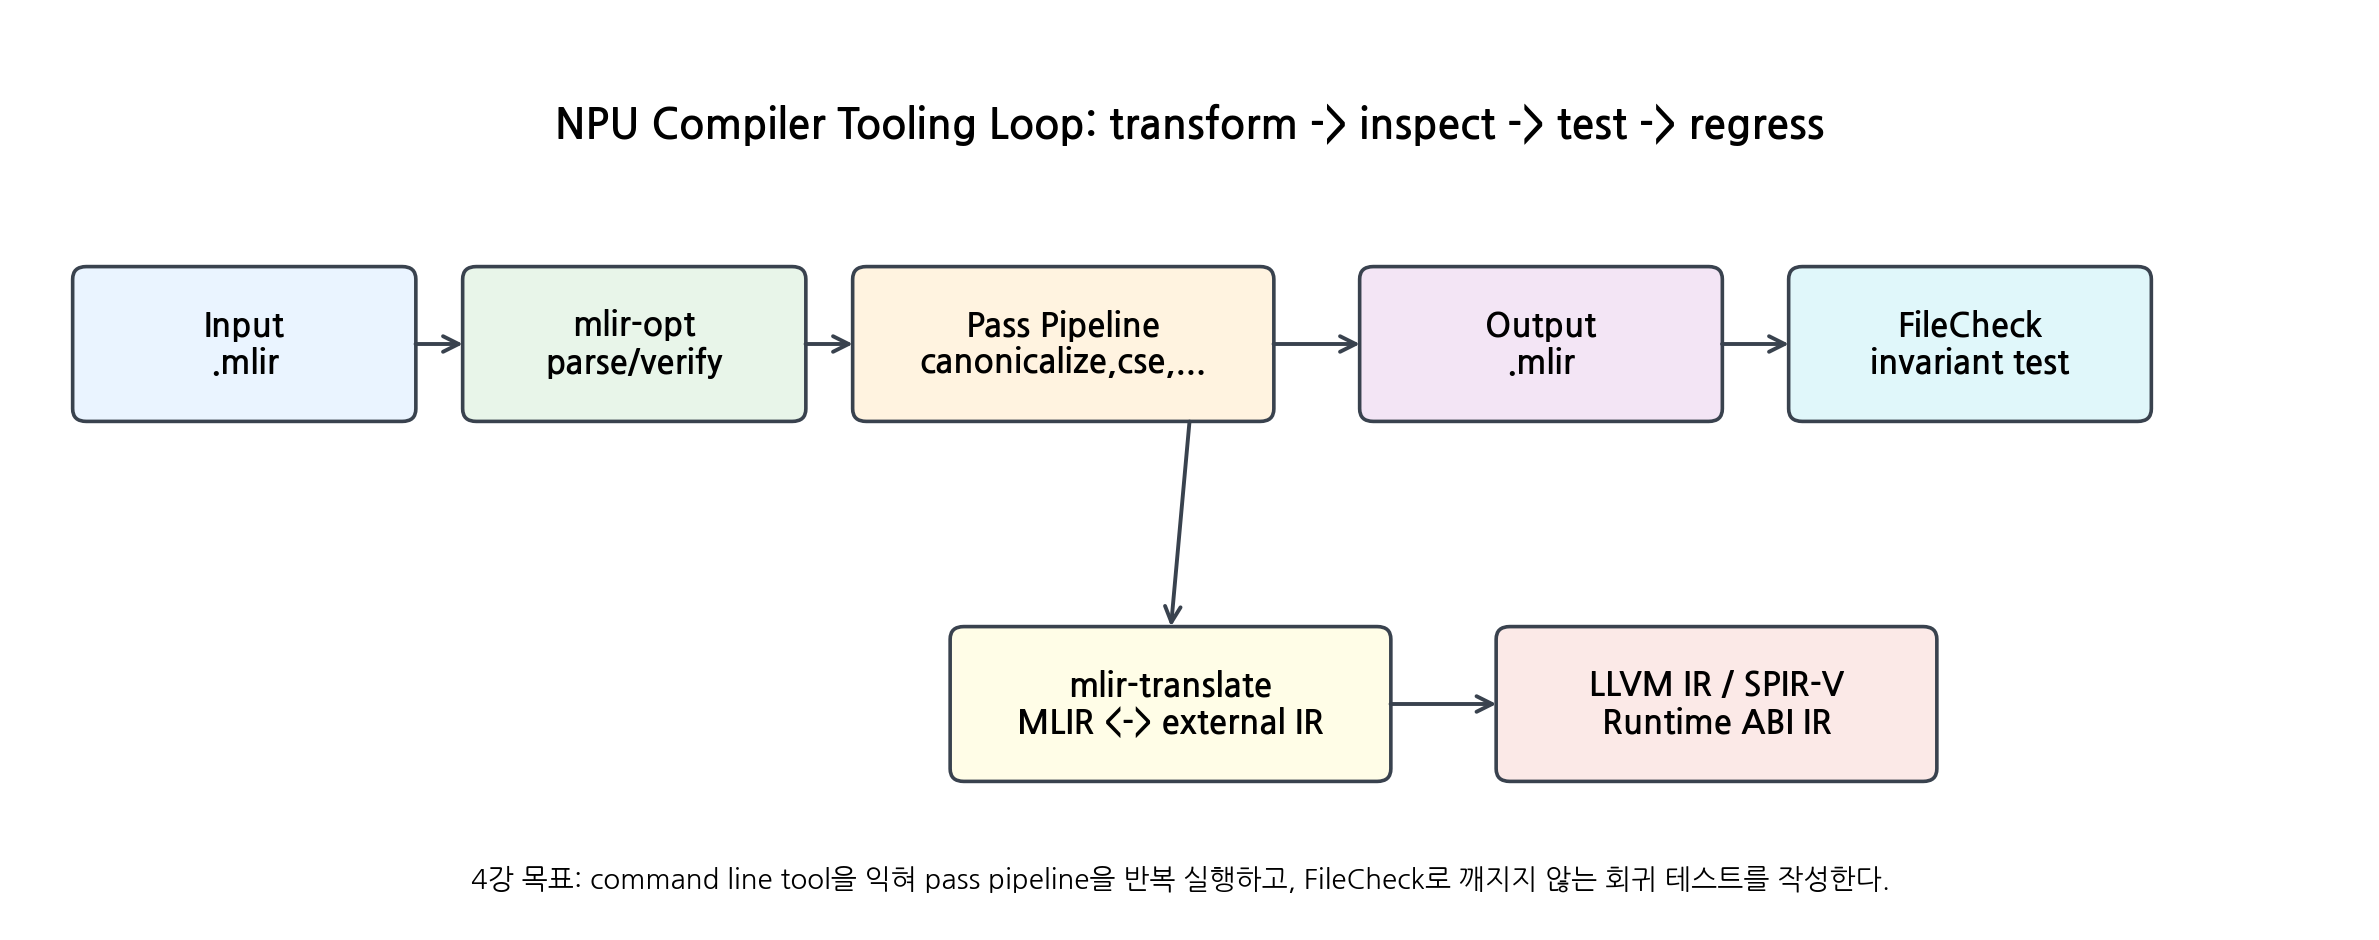 NPU Compiler Tooling Loop: transform -> inspect -> test -> regress
Input
.mlir
mlir-opt
parse/verify
Pass Pipeline
canonicalize,cse,...
Output
.mlir
FileCheck
invariant test
mlir-translate
MLIR <-> external IR
LLVM IR / SPIR-V
Runtime ABI IR
4강 목표: command line tool을 익혀 pass pipeline을 반복 실행하고, FileCheck로 깨지지 않는 회귀 테스트를 작성한다.